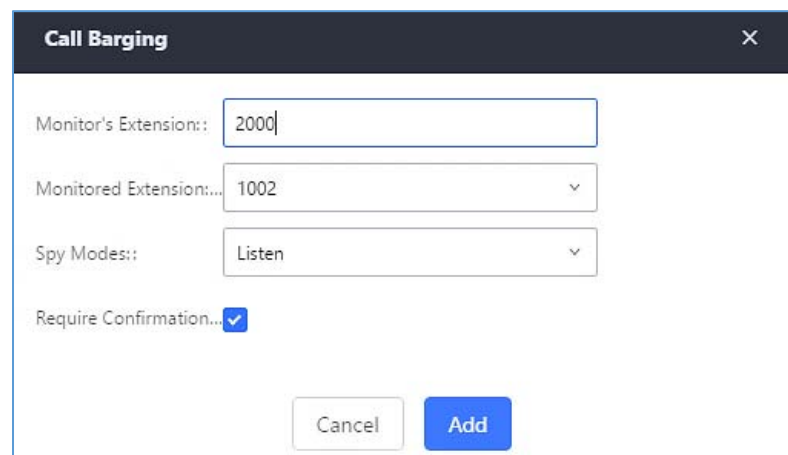 Call Barging
Monitor's Extension:: 2000
Monitored Extension:... 1002
Spy Modes:: Listen
Require Confirmation...
Cancel Add